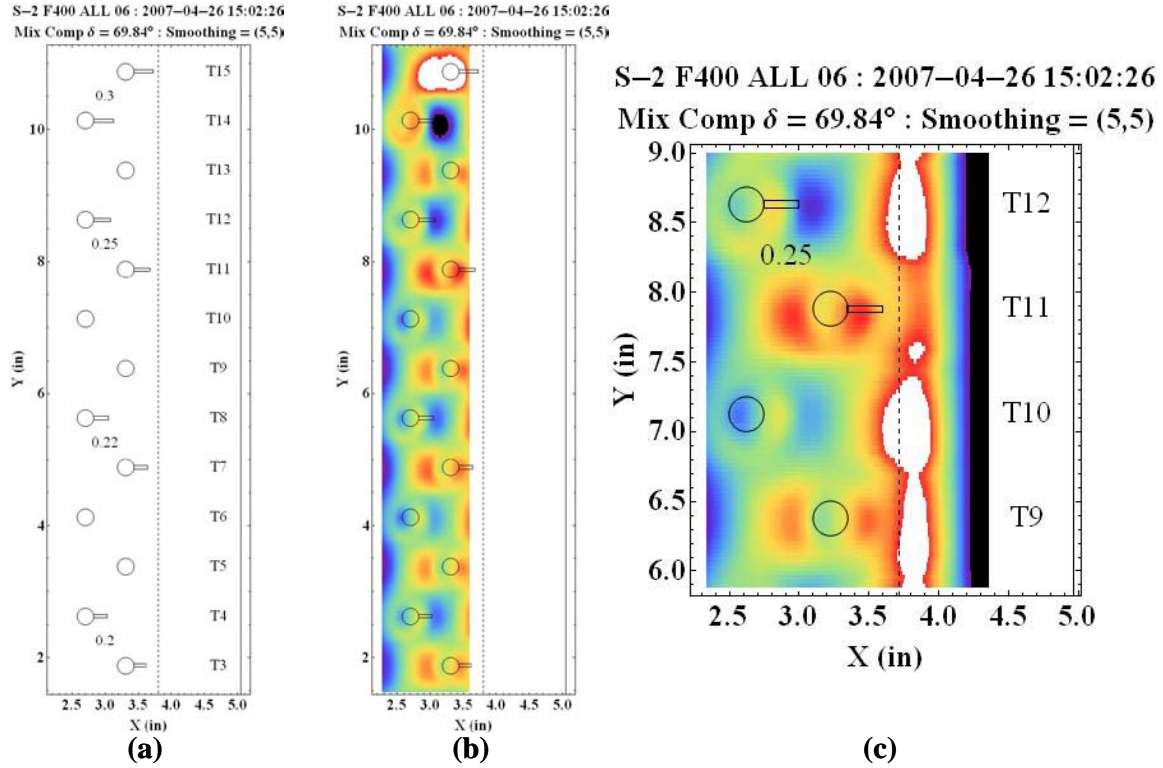 S−2 F400 ALL 06 : 2007−04−26 15:02:26
Mix Comp δ = 69.84° : Smoothing = (5,5)
T15
0.3
T14
10
T13
T12
0.25
T11
8
T10
Y (in)
T9
6
T8
0.22
T7
T6
4
T5
T4
0.2
T3
2
2.5 3.0 3.5 4.0 4.5 5.0
X (in)
(a)
S−2 F400 ALL 06 : 2007−04−26 15:02:26
Mix Comp δ = 69.84° : Smoothing = (5,5)
10
8
Y (in)
6
4
2
2.5 3.0 3.5 4.0 4.5 5.0
X (in)
(b)
S−2 F400 ALL 06 : 2007−04−26 15:02:26
Mix Comp δ = 69.84° : Smoothing = (5,5)
9.0
T12
8.5
0.25
8.0
T11
7.5
Y (in)
T10
7.0
6.5
T9
6.0
2.5 3.0 3.5 4.0 4.5 5.0
X (in)
(c)